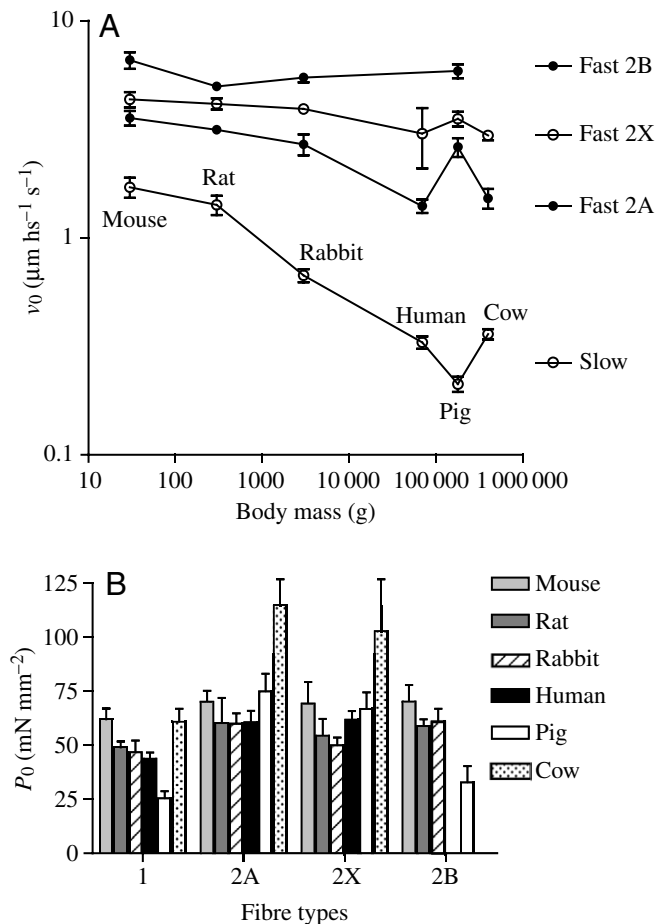 A
10
1
0.1
v0 (μm hs−1 s−1)
Mouse
Rat
Rabbit
Human
Pig
Cow
Fast 2B
Fast 2X
Fast 2A
Slow
10 100 1000 10 000 100 000 1 000 000
Body mass (g)
B
125
100
75
50
25
0
P0 (mN mm−2)
Mouse
Rat
Rabbit
Human
Pig
Cow
1 2A 2X 2B
Fibre types